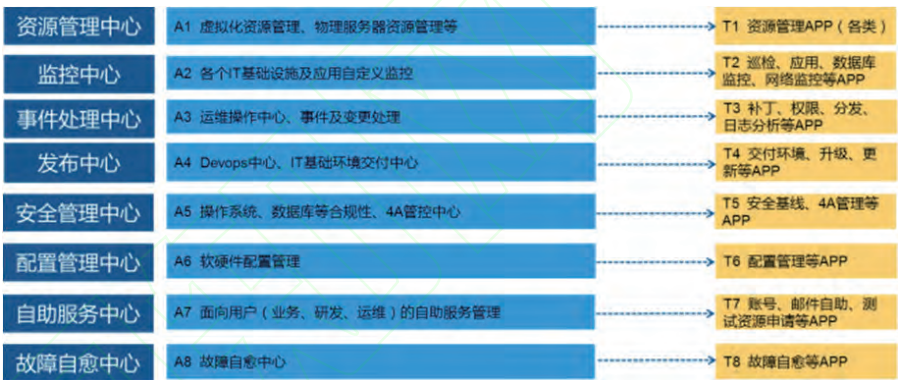 资源管理中心
A1 虚拟化资源管理、物理服务器资源管理等
T1 资源管理APP（各类）
监控中心
A2 各个IT基础设施及应用自定义监控
T2 巡检、应用、数据库
监控、网络监控等APP
事件处理中心
A3 运维操作中心、事件及变更处理
T3 补丁、权限、分发、
日志分析等APP
发布中心
A4 Devops中心、IT基础环境交付中心
T4 交付环境、升级、更
新等APP
安全管理中心
A5 操作系统、数据库等合规性、4A管控中心
T5 安全基线、4A管理等
APP
配置管理中心
A6 软硬件配置管理
T6 配置管理等APP
自助服务中心
A7 面向用户（业务、研发、运维）的自助服务管理
T7 账号、邮件自助、测
试资源申请等APP
故障自愈中心
A8 故障自愈中心
T8 故障自愈等APP